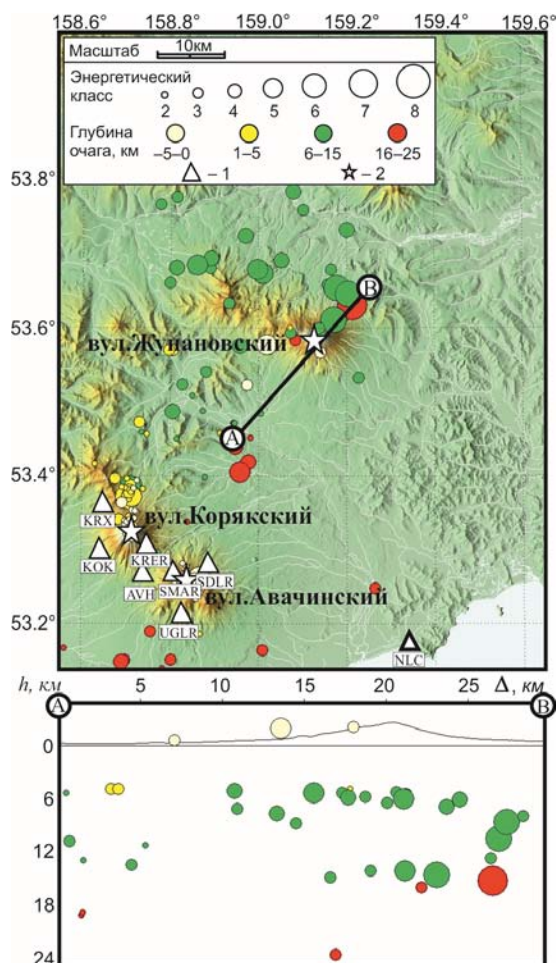 158.6° 158.8° 159.0° 159.2° 159.4° 159.6°
Масштаб 10км
Энергетический класс
2 3 4 5 6 7 8
Глубина очага, км
–5–0 1–5 6–15 16–25
– 1 – 2
53.8°
53.6°
вул.Жупановский
B
A
53.4°
KRX
вул.Корякский
KOK
KRER
AVH
SMAR
SDLR
вул.Авачинский
UGLR
53.2°
NLC
h, км 5 10 15 20 25 Δ, км
A B
0
6
12
18
24